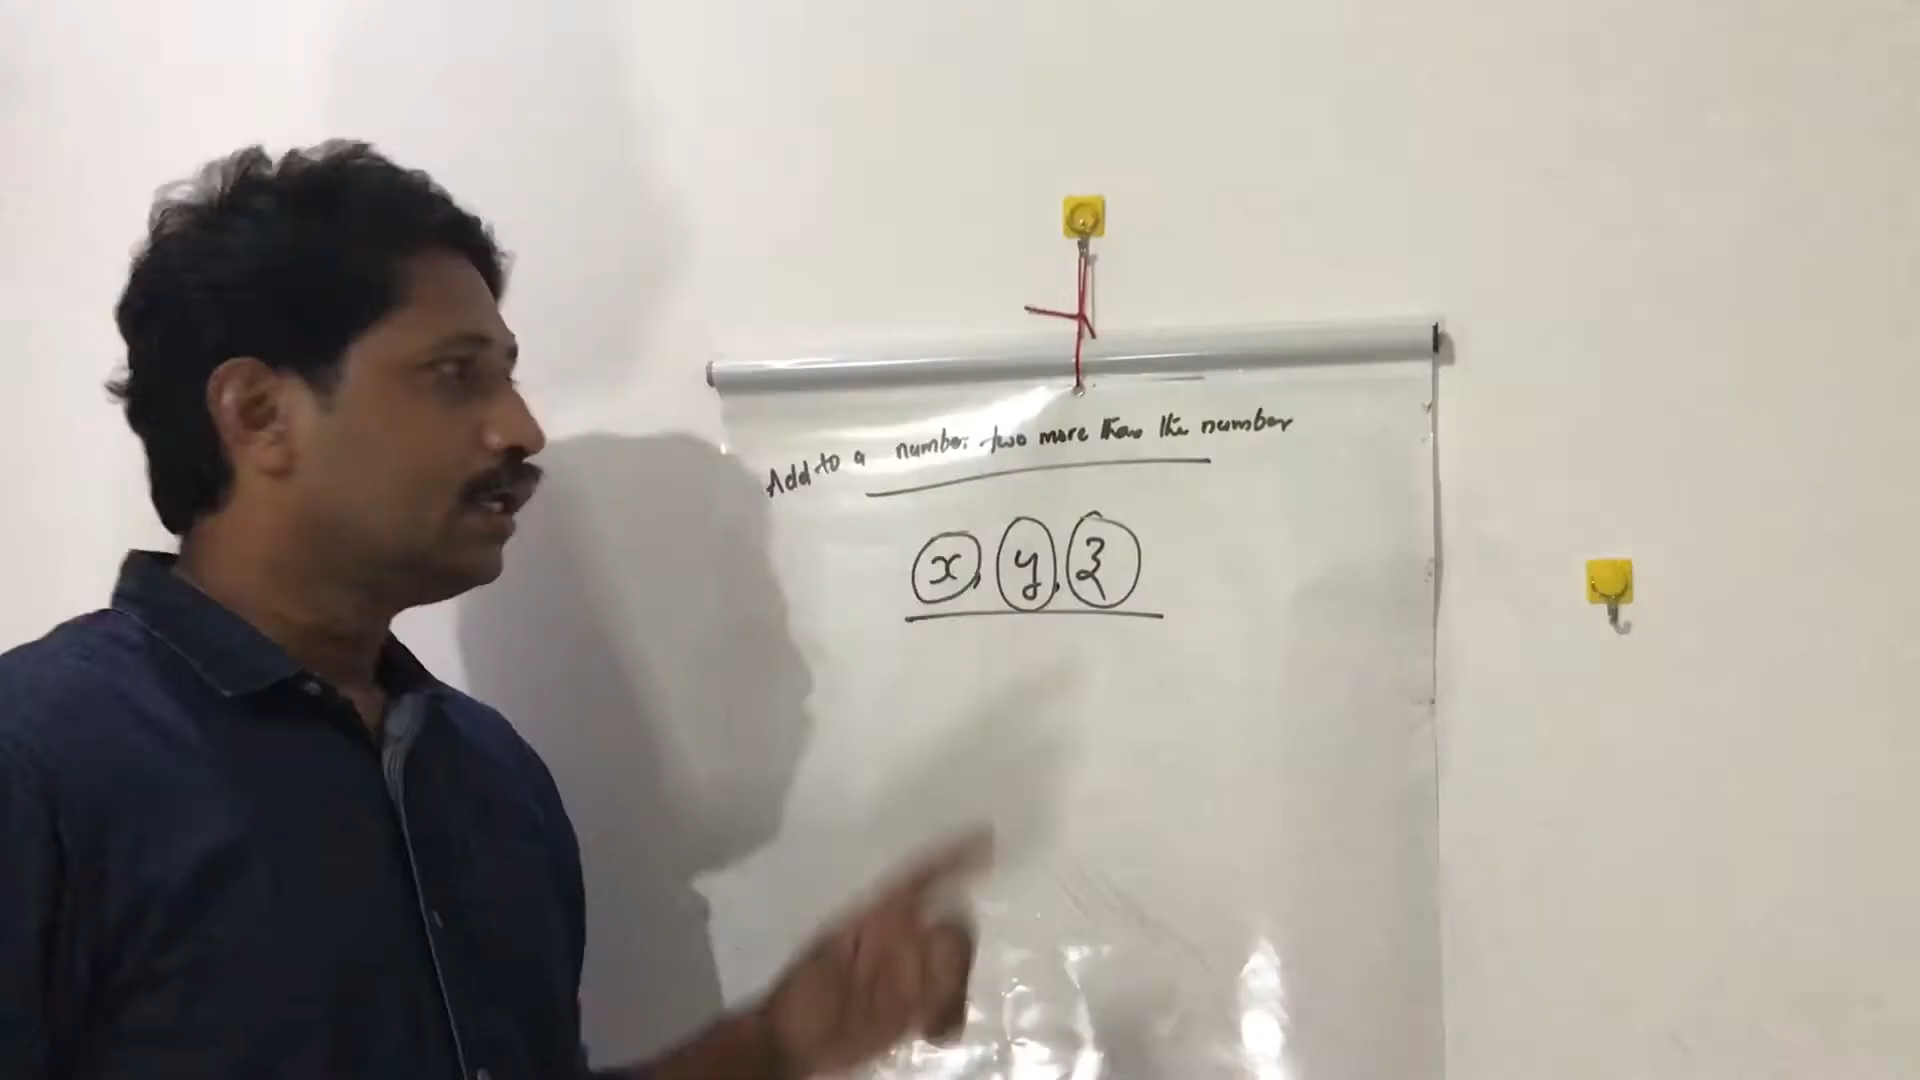 Add to a number two more than the number
x, y, z